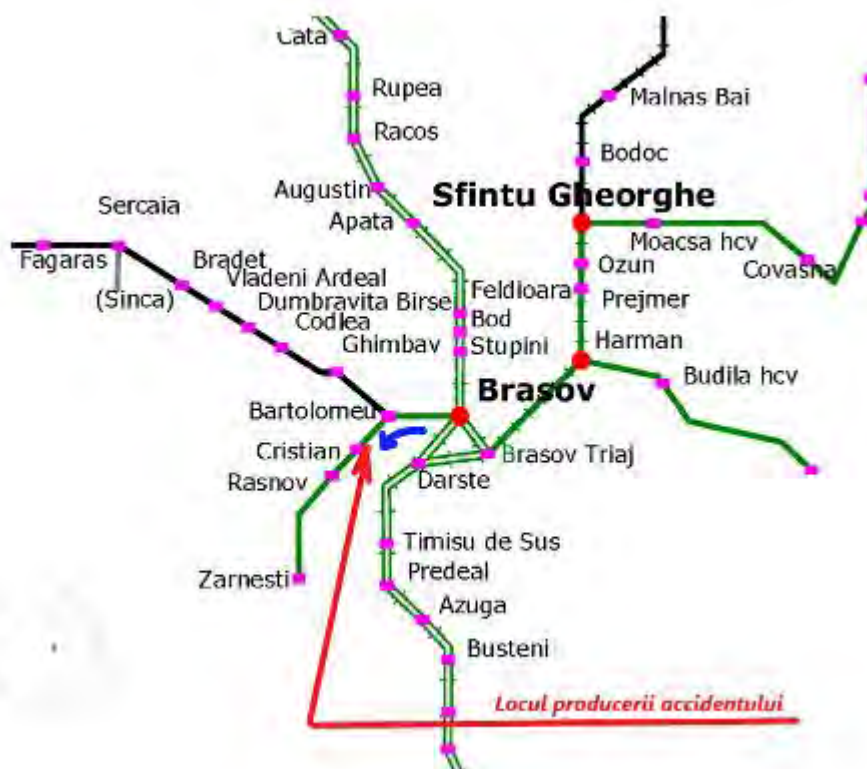 Cata
Rupea
Malnas Bai
Racos
Bodoc
Augustin
Sfintu Gheorghe
Sercaia
Apata
Moacsa hcv
Fagaras
Bradet
Ozun
Covasna
Vladeni Ardeal
(Sinca)
Dumbravita Birse
Feldioara
Prejmer
Codlea
Bod
Ghimbav
Stupini
Harman
Brasov
Budila hcv
Bartolomeu
Cristian
Brasov Triaj
Rasnov
Darste
Timisu de Sus
Zarnesti
Predeal
Azuga
Busteni
Locul producerii accidentului